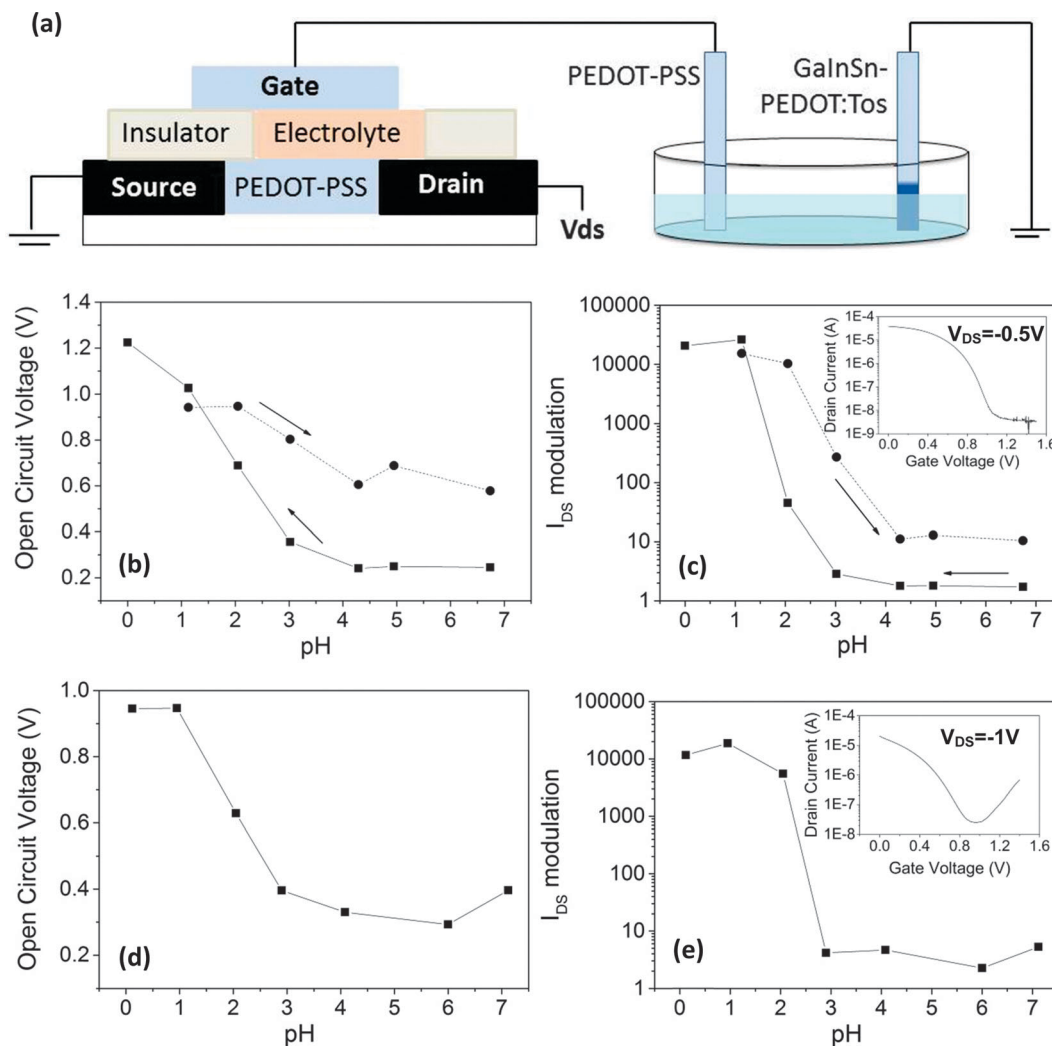 (a)
Gate
Insulator
Electrolyte
Source
PEDOT-PSS
Drain
Vds
PEDOT-PSS
GaInSn-
PEDOT:Tos
Open Circuit Voltage (V)
1.4
1.2
1.0
0.8
0.6
0.4
0.2
(b)
0 1 2 3 4 5 6 7
pH
I_DS modulation
100000
10000
1000
100
10
1
(c)
0 1 2 3 4 5 6 7
pH
Drain Current (A)
1E-4
1E-5
1E-6
1E-7
1E-8
1E-9
V_DS=-0.5V
0.0 0.4 0.8 1.2 1.6
Gate Voltage (V)
Open Circuit Voltage (V)
1.0
0.8
0.6
0.4
0.2
(d)
0 1 2 3 4 5 6 7
pH
I_DS modulation
100000
10000
1000
100
10
1
(e)
0 1 2 3 4 5 6 7
pH
Drain Current (A)
1E-4
1E-5
1E-6
1E-7
1E-8
V_DS=-1V
0.0 0.4 0.8 1.2 1.6
Gate Voltage (V)